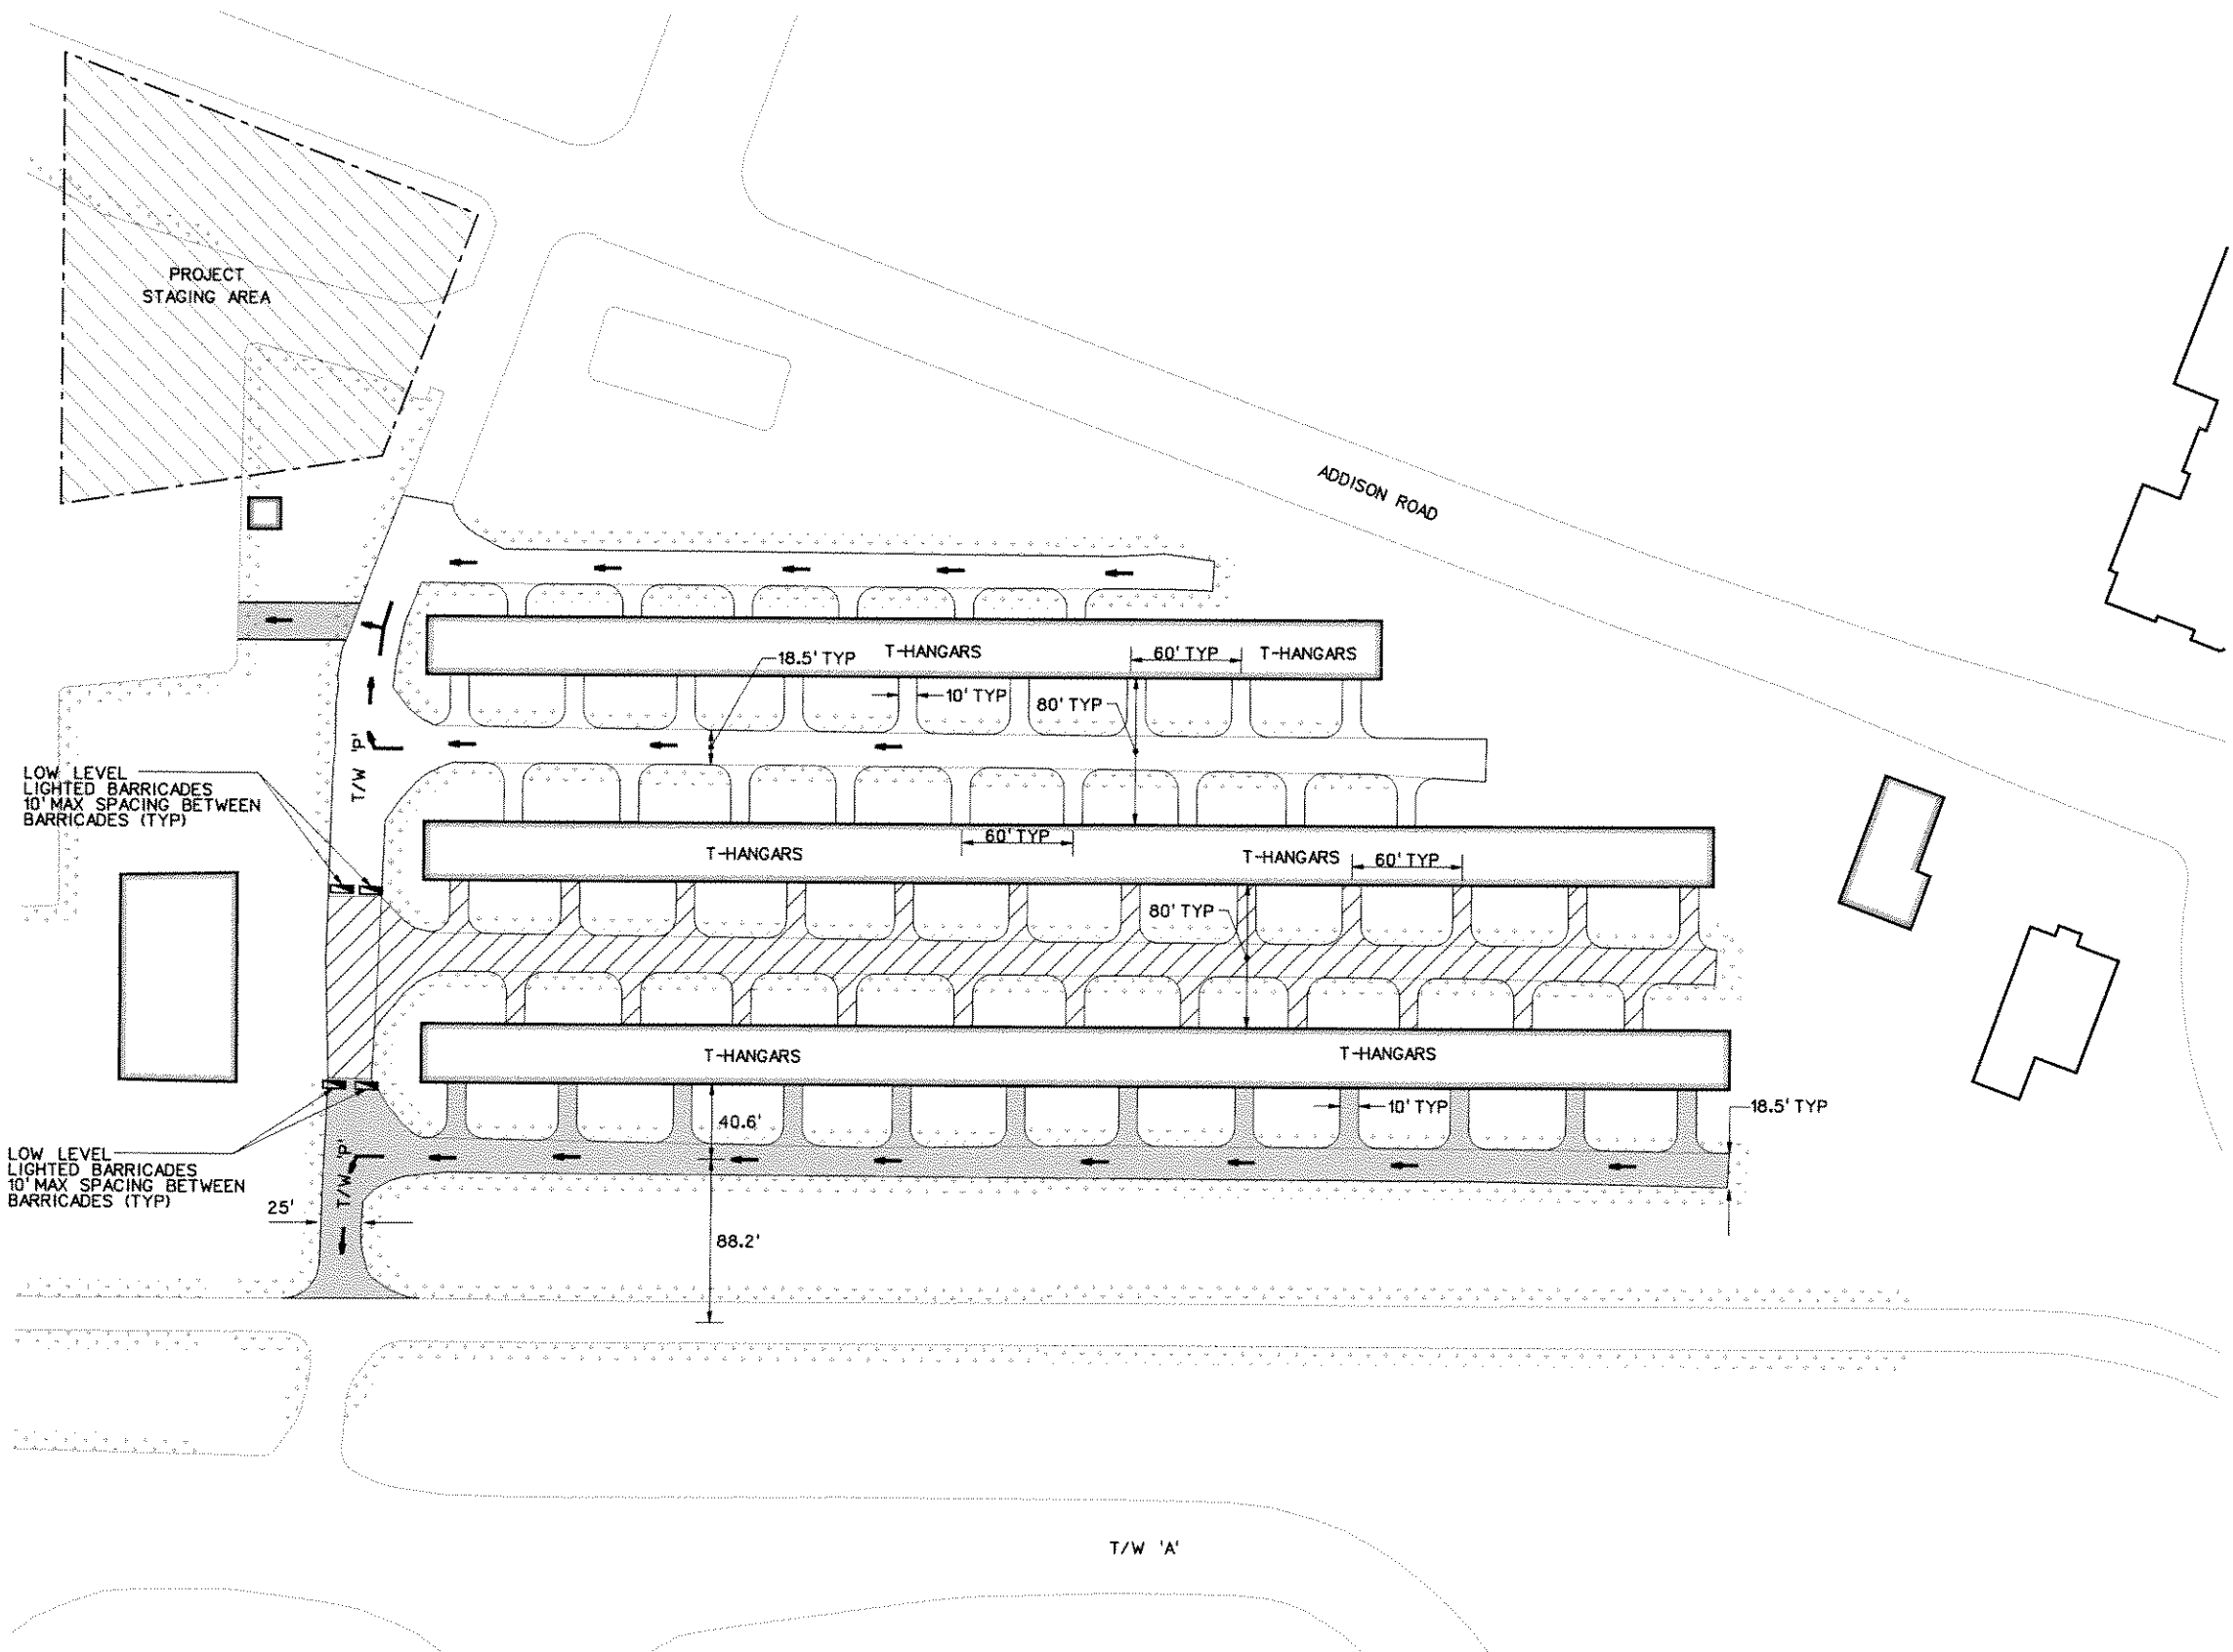 PROJECT
STAGING AREA
ADDISON ROAD
T-HANGARS
60' TYP
T-HANGARS
18.5' TYP
10' TYP
80' TYP
T/W 'P'
LOW LEVEL
LIGHTED BARRICADES
10' MAX SPACING BETWEEN
BARRICADES (TYP)
60' TYP
T-HANGARS
T-HANGARS
60' TYP
80' TYP
T-HANGARS
T-HANGARS
40.6'
10' TYP
18.5' TYP
LOW LEVEL
LIGHTED BARRICADES
10' MAX SPACING BETWEEN
BARRICADES (TYP)
T/W 'P'
25'
88.2'
T/W 'A'